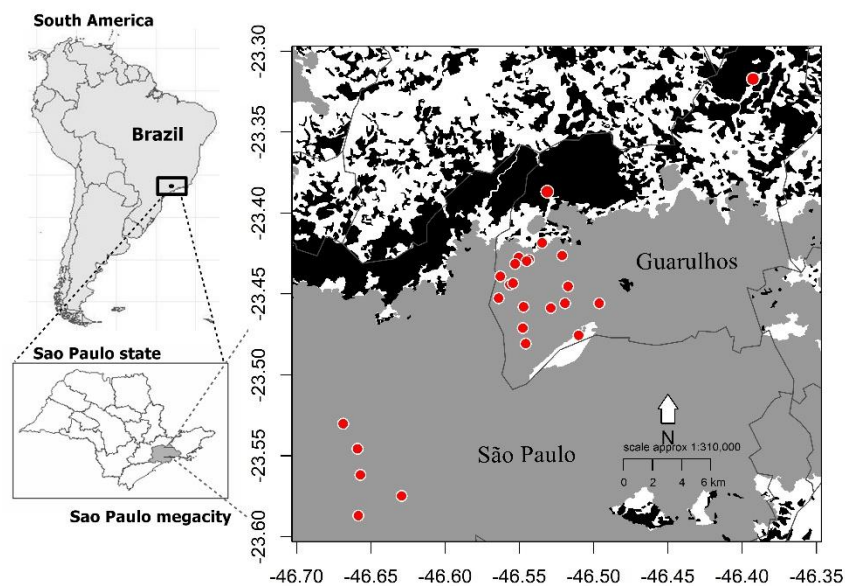 South America
Brazil
Sao Paulo state
Sao Paulo megacity
-23.30
-23.35
-23.40
-23.45
-23.50
-23.55
-23.60
Guarulhos
São Paulo
N
scale approx 1:310,000
0 2 4 6 km
-46.70 -46.65 -46.60 -46.55 -46.50 -46.45 -46.40 -46.35